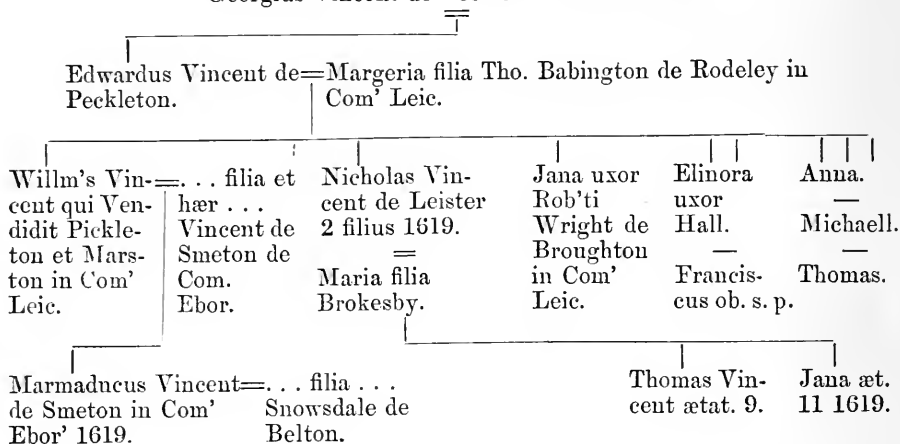 Edwardus Vincent de=Margeria filia Tho. Babington de Rodeley in
Peckleton. Com' Leic.
Willm's Vin-
cent qui Ven-
didit Pickle-
ton et Mars-
ton in Com'
Leic.
=. . . filia et
hær . . .
Vincent de
Smeton de
Com.
Ebor.
Nicholas Vin-
cent de Leister
2 filius 1619.
=
Maria filia
Brokesby.
Jana uxor
Rob'ti
Wright de
Broughton
in Com'
Leic.
Elinora
uxor
Hall.
—
Francis-
cus ob. s. p.
Anna.
—
Michaell.
—
Thomas.
Marmaducus Vincent=. . . filia . . .
de Smeton in Com' Snowsdale de
Ebor' 1619. Belton.
Thomas Vin-
cent ætat. 9.
Jana æt.
11 1619.